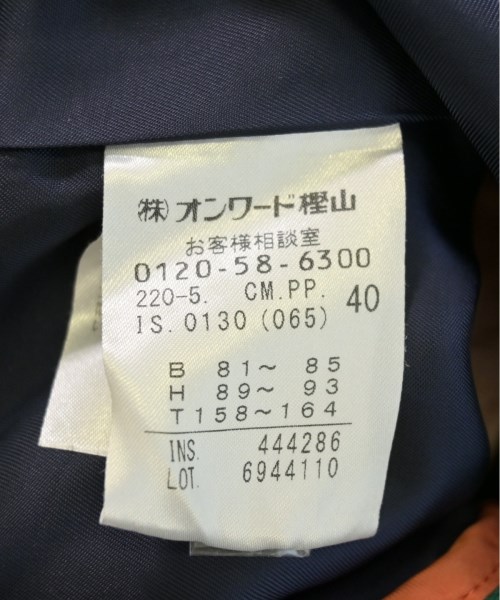 (株)オンワード樫山
お客様相談室
0120-58-6300
220-5. CM.PP. 40
IS.0130(065)
B 81〜 85
H 89〜 93
T 158〜164
INS. 444286
LOT. 6944110